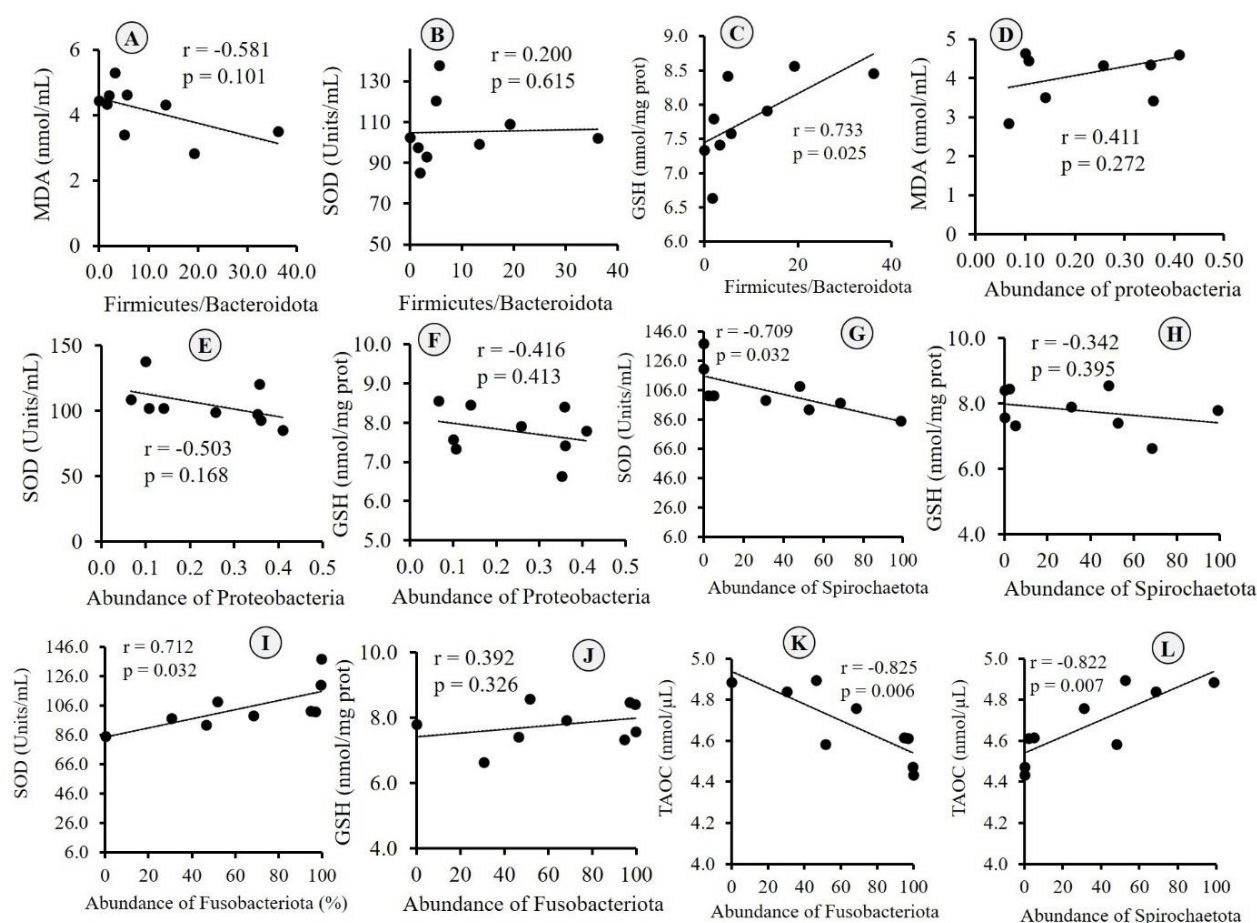 A
r = -0.581
p = 0.101
MDA (nmol/mL)
6
4
2
0
0.0 10.0 20.0 30.0 40.0
Firmicutes/Bacteroidota
B
r = 0.200
p = 0.615
SOD (Units/mL)
130
110
90
70
50
0 10 20 30 40
Firmicutes/Bacteroidota
C
r = 0.733
p = 0.025
GSH (nmol/mg prot)
9.0
8.5
8.0
7.5
7.0
6.5
6.0
0 20 40
Firmicutes/Bacteroidota
D
r = 0.411
p = 0.272
MDA (nmol/mL)
5
4
3
2
1
0
0.00 0.10 0.20 0.30 0.40 0.50
Abundance of proteobacteria
E
r = -0.503
p = 0.168
SOD (Units/mL)
150
100
50
0
0.0 0.1 0.2 0.3 0.4 0.5
Abundance of Proteobacteria
F
r = -0.416
p = 0.413
GSH (nmol/mg prot)
10.0
9.0
8.0
7.0
6.0
5.0
0.0 0.1 0.2 0.3 0.4 0.5
Abundance of Proteobacteria
G
r = -0.709
p = 0.032
SOD (Units/mL)
146.0
126.0
106.0
86.0
66.0
46.0
26.0
6.0
0 20 40 60 80 100
Abundance of Spirochaetota
H
r = -0.342
p = 0.395
GSH (nmol/mg prot)
10.0
8.0
6.0
4.0
0 20 40 60 80 100
Abundance of Spirochaetota
I
r = 0.712
p = 0.032
SOD (Units/mL)
146.0
126.0
106.0
86.0
66.0
46.0
26.0
6.0
0 20 40 60 80 100
Abundance of Fusobacteriota (%)
J
r = 0.392
p = 0.326
GSH (nmol/mg prot)
10.0
8.0
6.0
4.0
0 20 40 60 80 100
Abundance of Fusobacteriota
K
r = -0.825
p = 0.006
TAOC (nmol/μL)
5.0
4.8
4.6
4.4
4.2
4.0
0 20 40 60 80 100
Abundance of Fusobacteriota
L
r = -0.822
p = 0.007
TAOC (nmol/μL)
5.0
4.8
4.6
4.4
4.2
4.0
0 20 40 60 80 100
Abundance of Spirochaetota